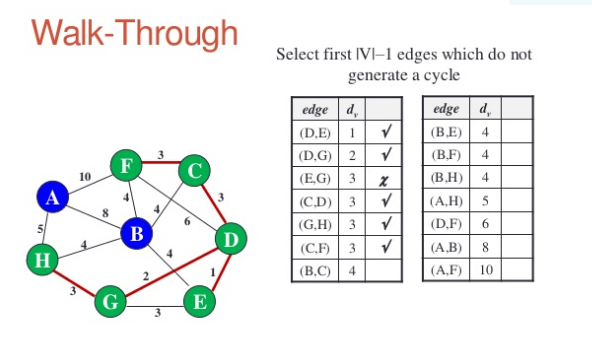 Walk-Through
Select first |V|–1 edges which do not
generate a cycle
edge dv
(D,E) 1 √
(D,G) 2 √
(E,G) 3 χ
(C,D) 3 √
(G,H) 3 √
(C,F) 3 √
(B,C) 4
edge dv
(B,E) 4
(B,F) 4
(B,H) 4
(A,H) 5
(D,F) 6
(A,B) 8
(A,F) 10
3
F
C
10
A
4
4
3
8
6
5
B
D
H
4
4
2
1
3
G
E
3